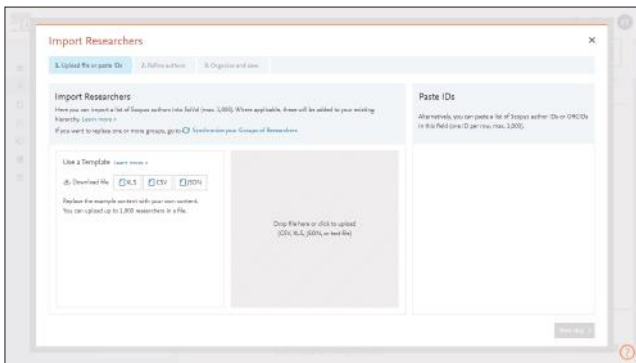 Import Researchers
1. Upload file or paste IDs
2. Refine authors
3. Organize and save
Import Researchers
Here you can import a list of Scopus authors into SciVal (max. 1,000). Where applicable, these will be added to your existing
hierarchy. Learn more >
If you want to replace one or more groups, go to Synchronize your Groups of Researchers
Use a Template Learn more >
Download file XLS CSV JSON
Replace the example content with your own content.
You can upload up to 1,000 researchers in a file.
Drop file here or click to upload
(CSV, XLS, JSON, or text file)
Paste IDs
Alternatively, you can paste a list of Scopus author IDs or ORCIDs
in this field (one ID per row, max. 1,000).
Next step >
?